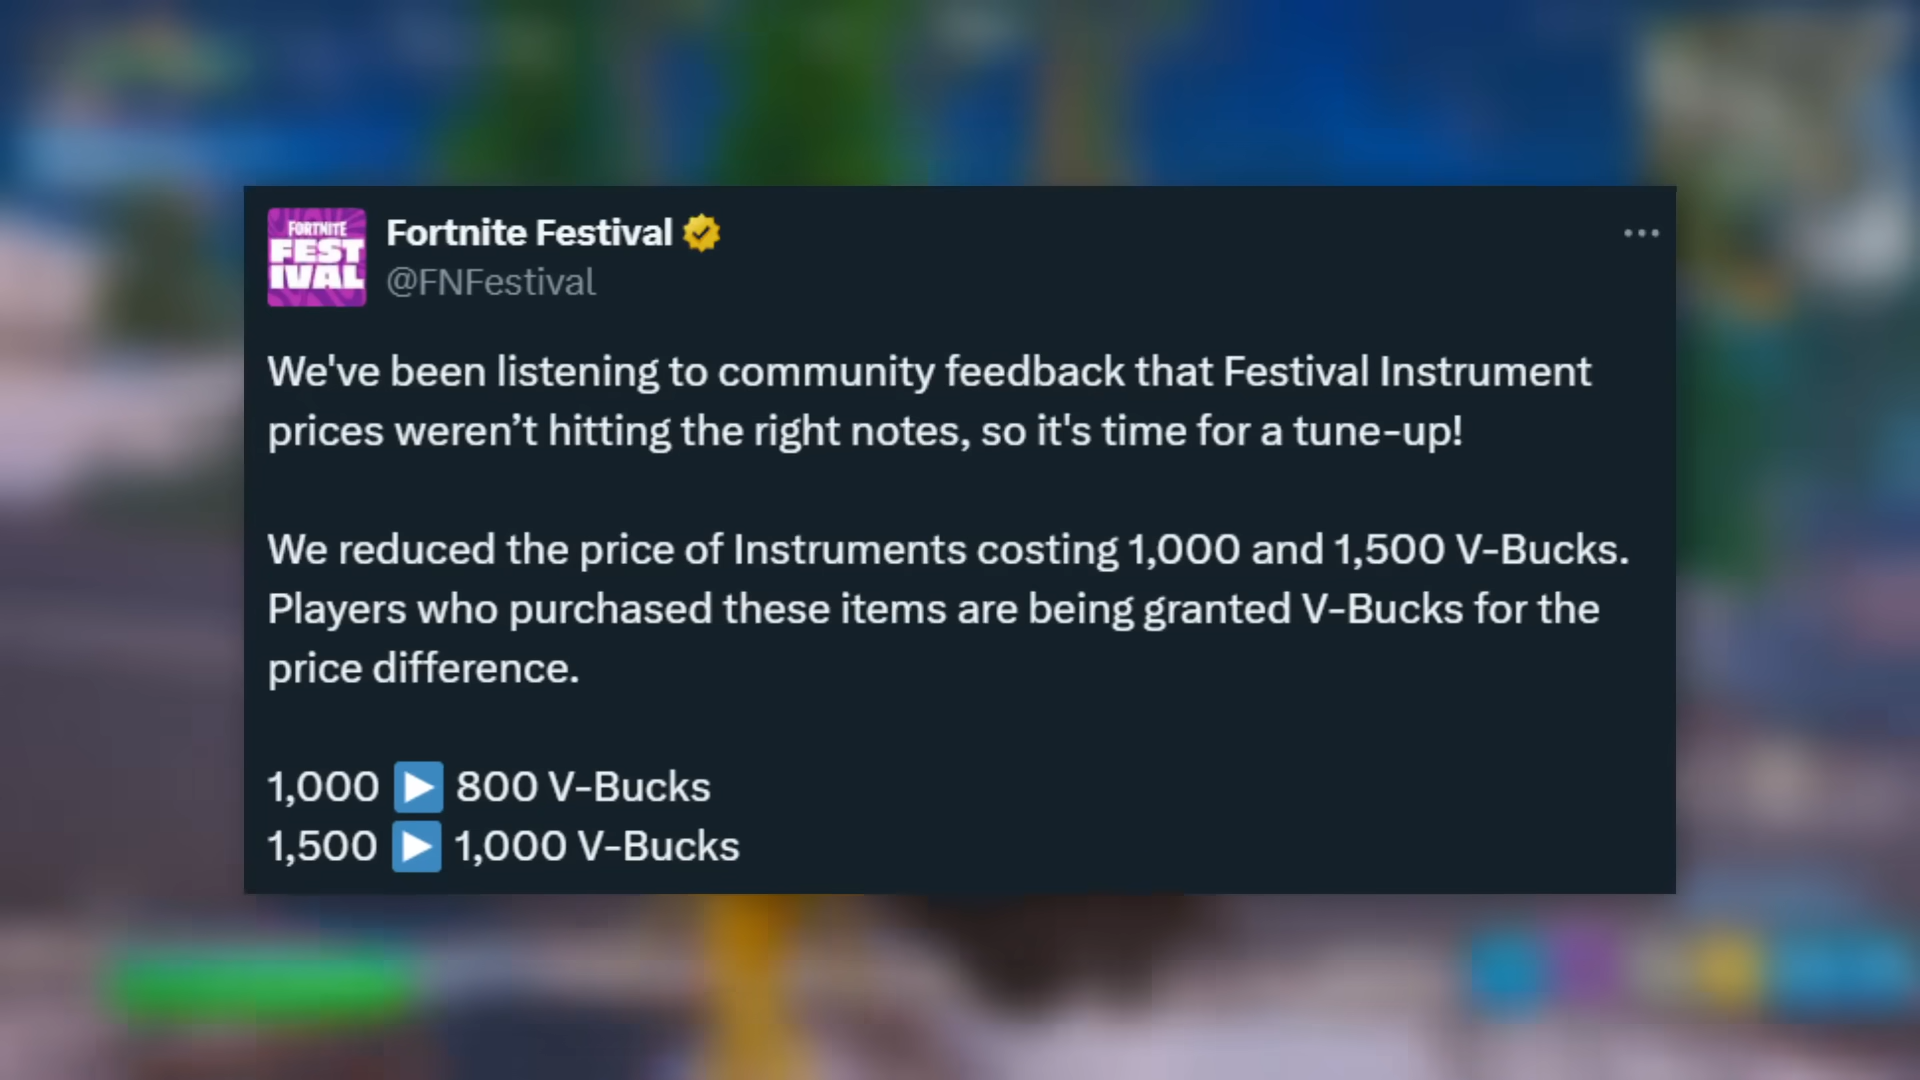 FORTNITE
FEST
IVAL
Fortnite Festival
@FNFestival
We've been listening to community feedback that Festival Instrument
prices weren’t hitting the right notes, so it's time for a tune-up!
We reduced the price of Instruments costing 1,000 and 1,500 V-Bucks.
Players who purchased these items are being granted V-Bucks for the
price difference.
1,000 ▶️ 800 V-Bucks
1,500 ▶️ 1,000 V-Bucks